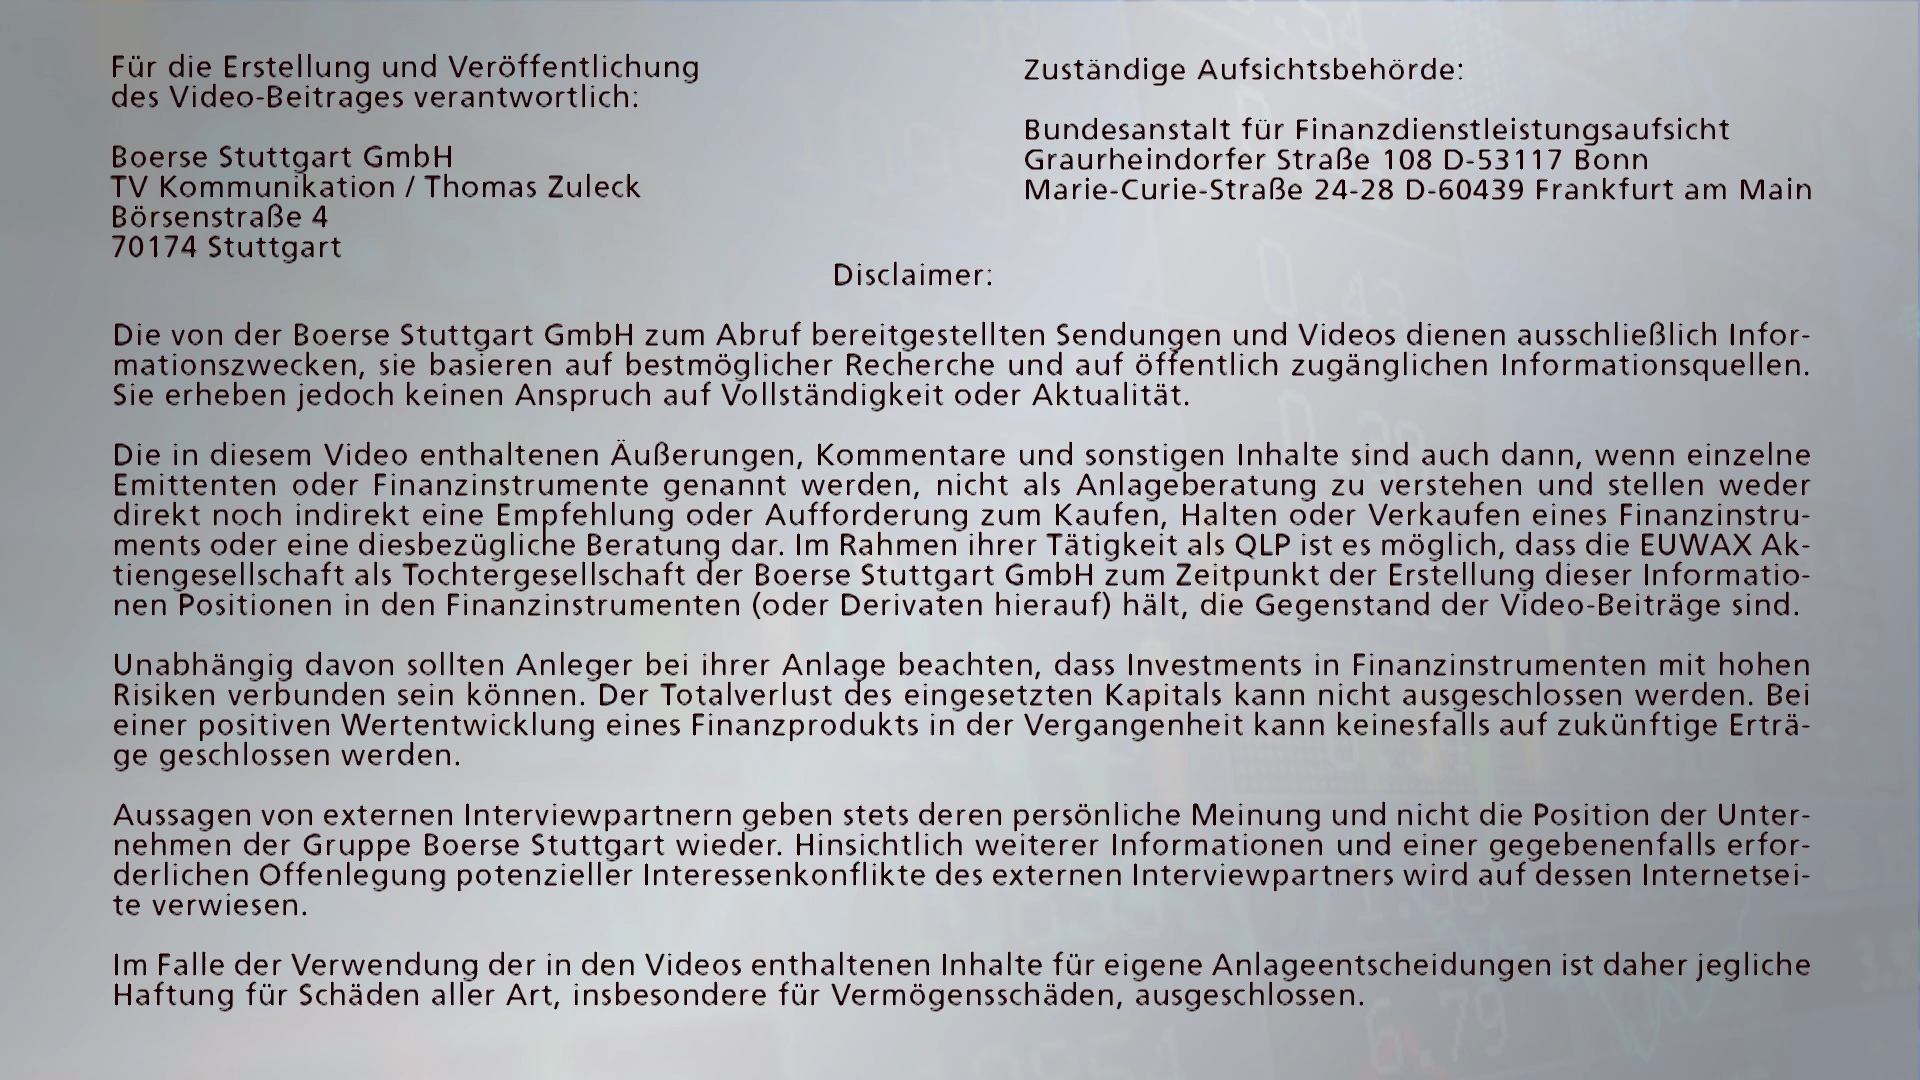 Für die Erstellung und Veröffentlichung
des Video-Beitrages verantwortlich:
Boerse Stuttgart GmbH
TV Kommunikation / Thomas Zuleck
Börsenstraße 4
70174 Stuttgart
Zuständige Aufsichtsbehörde:
Bundesanstalt für Finanzdienstleistungsaufsicht
Graurheindorfer Straße 108 D-53117 Bonn
Marie-Curie-Straße 24-28 D-60439 Frankfurt am Main
Disclaimer:
Die von der Boerse Stuttgart GmbH zum Abruf bereitgestellten Sendungen und Videos dienen ausschließlich Infor-
mationszwecken, sie basieren auf bestmöglicher Recherche und auf öffentlich zugänglichen Informationsquellen.
Sie erheben jedoch keinen Anspruch auf Vollständigkeit oder Aktualität.
Die in diesem Video enthaltenen Äußerungen, Kommentare und sonstigen Inhalte sind auch dann, wenn einzelne
Emittenten oder Finanzinstrumente genannt werden, nicht als Anlageberatung zu verstehen und stellen weder
direkt noch indirekt eine Empfehlung oder Aufforderung zum Kaufen, Halten oder Verkaufen eines Finanzinstru-
ments oder eine diesbezügliche Beratung dar. Im Rahmen ihrer Tätigkeit als QLP ist es möglich, dass die EUWAX Ak-
tiengesellschaft als Tochtergesellschaft der Boerse Stuttgart GmbH zum Zeitpunkt der Erstellung dieser Informatio-
nen Positionen in den Finanzinstrumenten (oder Derivaten hierauf) hält, die Gegenstand der Video-Beiträge sind.
Unabhängig davon sollten Anleger bei ihrer Anlage beachten, dass Investments in Finanzinstrumenten mit hohen
Risiken verbunden sein können. Der Totalverlust des eingesetzten Kapitals kann nicht ausgeschlossen werden. Bei
einer positiven Wertentwicklung eines Finanzprodukts in der Vergangenheit kann keinesfalls auf zukünftige Erträ-
ge geschlossen werden.
Aussagen von externen Interviewpartnern geben stets deren persönliche Meinung und nicht die Position der Unter-
nehmen der Gruppe Boerse Stuttgart wieder. Hinsichtlich weiterer Informationen und einer gegebenenfalls erfor-
derlichen Offenlegung potenzieller Interessenkonflikte des externen Interviewpartners wird auf dessen Internetsei-
te verwiesen.
Im Falle der Verwendung der in den Videos enthaltenen Inhalte für eigene Anlageentscheidungen ist daher jegliche
Haftung für Schäden aller Art, insbesondere für Vermögensschäden, ausgeschlossen.